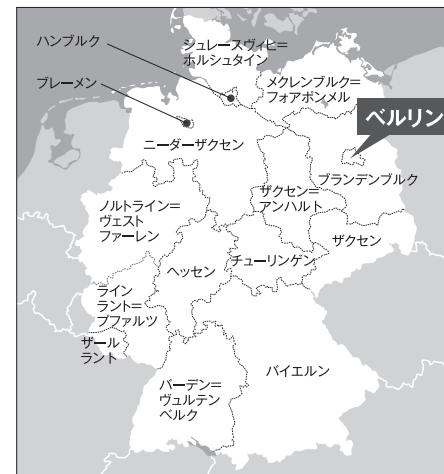 ハンブルク
シュレースヴィヒ=
ホルシュタイン
メクレンブルク=
フォアポンメル
ブレーメン
ベルリン
ニーダーザクセン
ブランデンブルク
ザクセン=
アンハルト
ノルトライン=
ヴェスト
ファーレン
ザクセン
チューリンゲン
ヘッセン
ライン
ラント=
プファルツ
ザール
ラント
バイエルン
バーデン=
ヴュルテン
ベルク